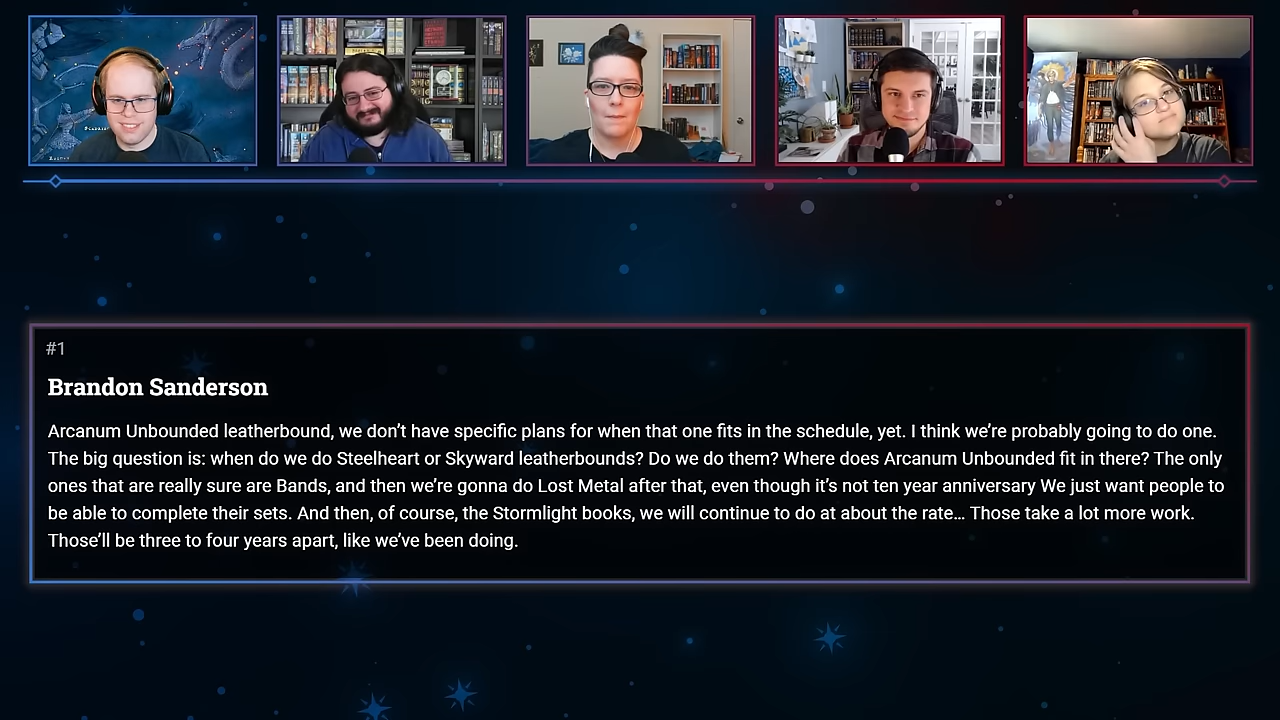 #1
Brandon Sanderson
Arcanum Unbounded leatherbound, we don’t have specific plans for when that one fits in the schedule, yet. I think we’re probably going to do one.
The big question is: when do we do Steelheart or Skyward leatherbounds? Do we do them? Where does Arcanum Unbounded fit in there? The only
ones that are really sure are Bands, and then we’re gonna do Lost Metal after that, even though it’s not ten year anniversary We just want people to
be able to complete their sets. And then, of course, the Stormlight books, we will continue to do at about the rate… Those take a lot more work.
Those’ll be three to four years apart, like we’ve been doing.